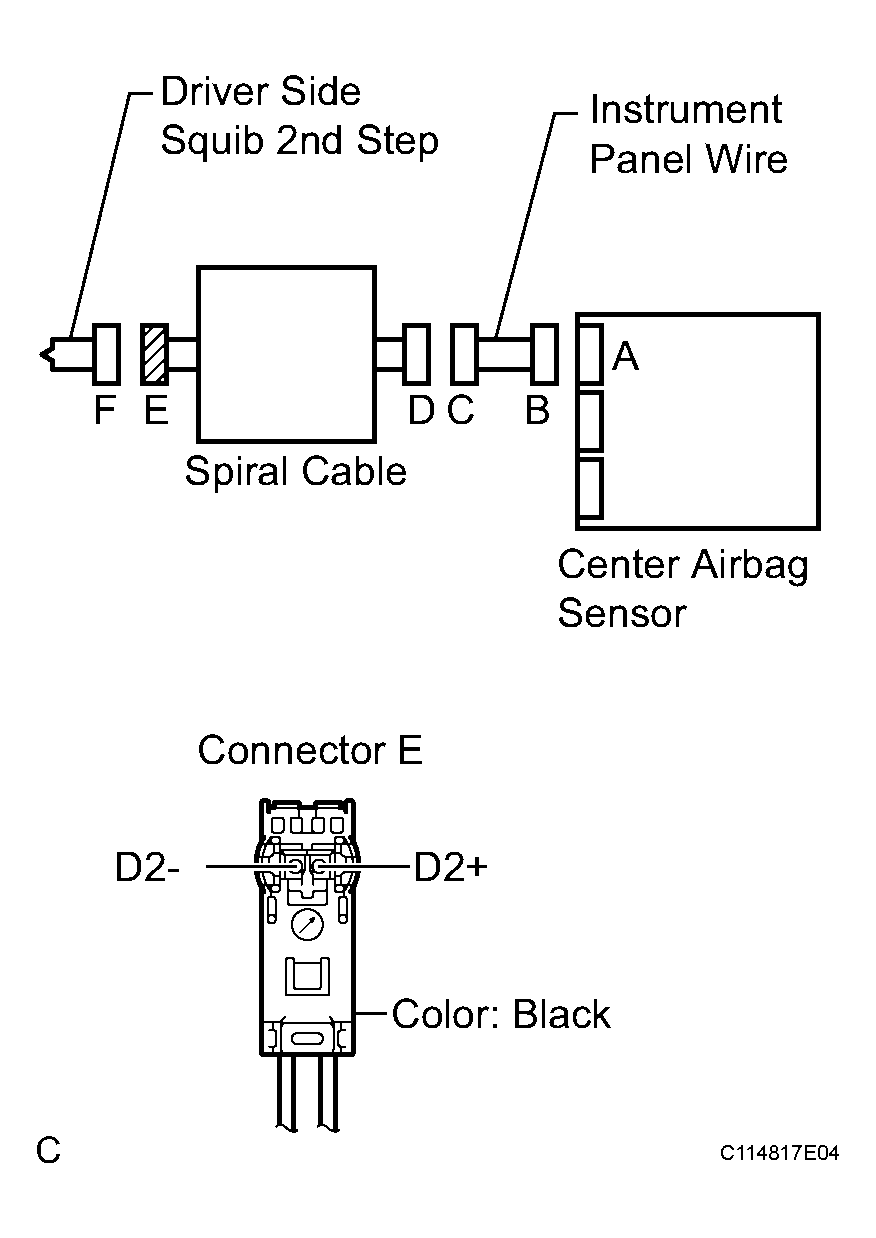 Driver Side
Squib 2nd Step
Instrument
Panel Wire
A
F E D C B
Spiral Cable
Center Airbag
Sensor
Connector E
D2- D2+
Color: Black
C C114817E04